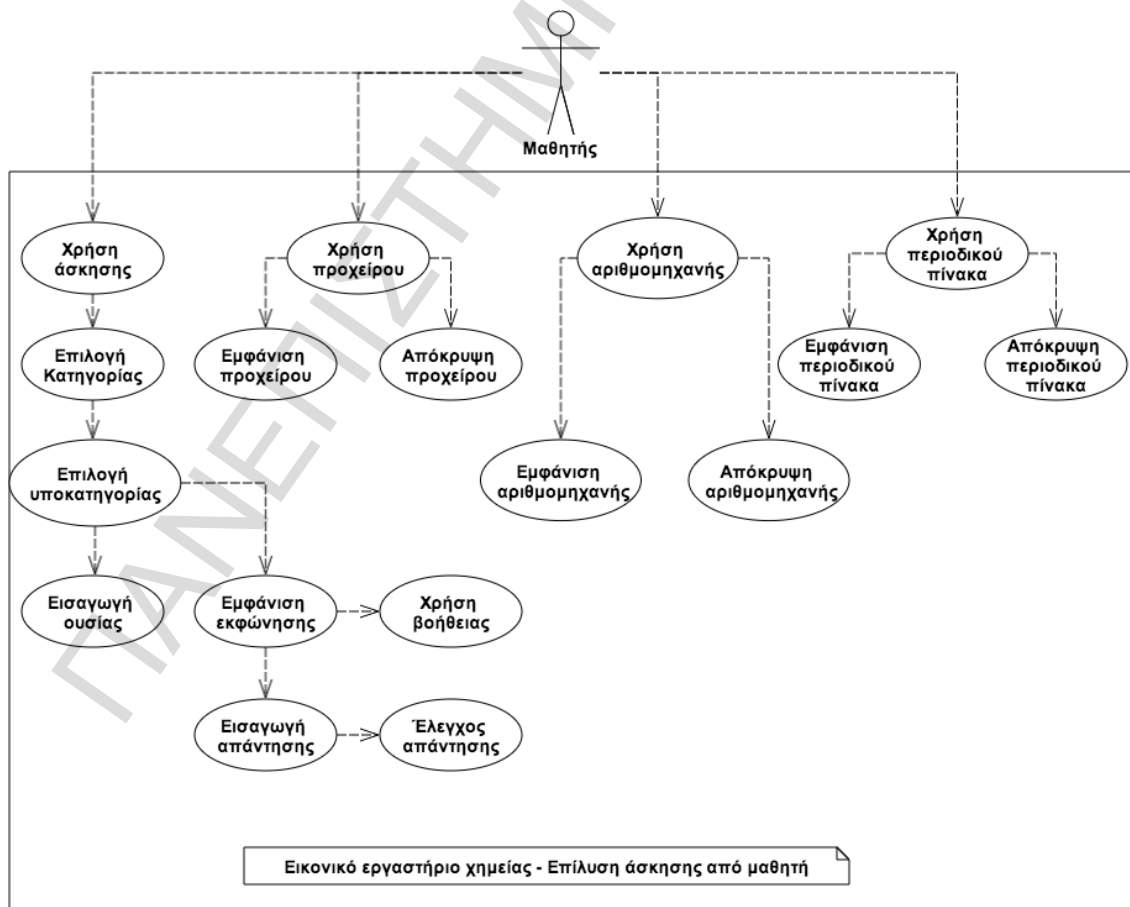 Μαθητής
Χρήση
άσκησης
Χρήση
προχείρου
Χρήση
αριθμομηχανής
Χρήση
περιοδικού
πίνακα
Επιλογή
Κατηγορίας
Εμφάνιση
προχείρου
Απόκρυψη
προχείρου
Εμφάνιση
περιοδικού
πίνακα
Απόκρυψη
περιοδικού
πίνακα
Επιλογή
υποκατηγορίας
Εμφάνιση
αριθμομηχανής
Απόκρυψη
αριθμομηχανής
Εισαγωγή
ουσίας
Εμφάνιση
εκφώνησης
Χρήση
βοήθειας
Εισαγωγή
απάντησης
Έλεγχος
απάντησης
Εικονικό εργαστήριο χημείας - Επίλυση άσκησης από μαθητή